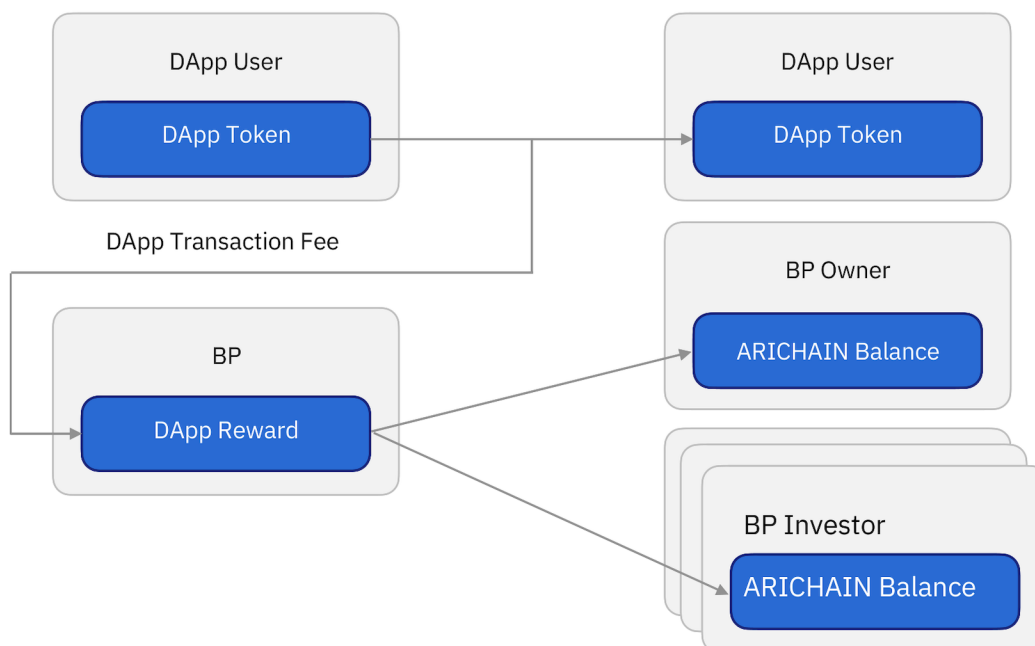 DApp User
DApp Token
DApp User
DApp Token
DApp Transaction Fee
BP
DApp Reward
BP Owner
ARICHAIN Balance
BP Investor
ARICHAIN Balance